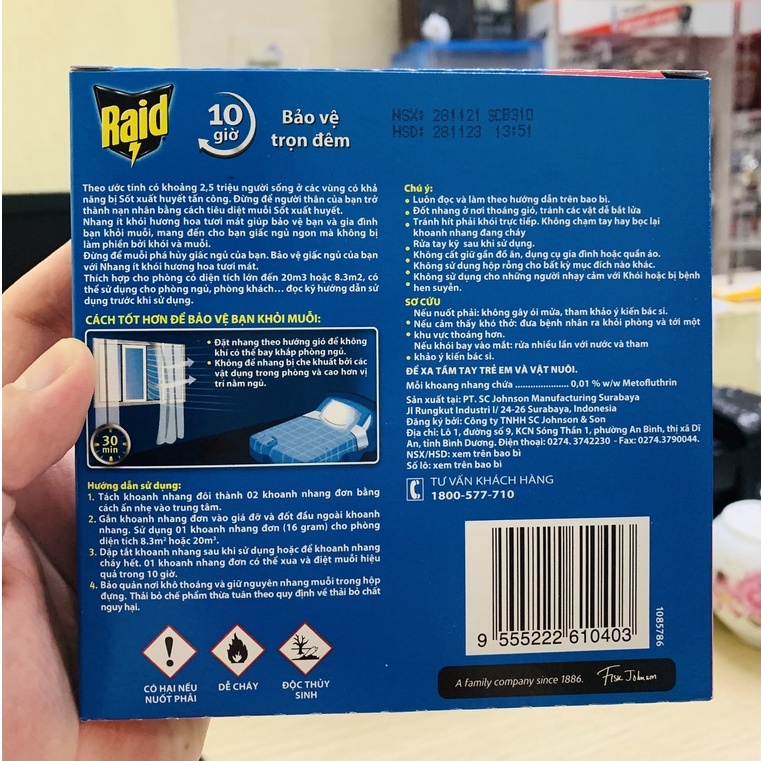 Raid
10
giờ
Bảo vệ
trọn đêm
NSX: 281121 SCB910
HSD: 281123 13:51
Theo ước tính có khoảng 2,5 triệu người sống ở các vùng có khả
năng bị Sốt xuất huyết tấn công. Đừng để người thân của bạn trở
thành nạn nhân bằng cách tiêu diệt muỗi Sốt xuất huyết.
Nhang ít khói hương hoa tươi mát giúp bảo vệ bạn và gia đình
bạn khỏi muỗi, mang đến cho bạn giấc ngủ ngon mà không bị
làm phiền bởi khói và muỗi.
Đừng để muỗi phá hủy giấc ngủ của bạn. Bảo vệ giấc ngủ của bạn
với Nhang ít khói hương hoa tươi mát.
Thích hợp cho phòng có diện tích lớn đến 20m3 hoặc 8.3m2, có
thể sử dụng cho phòng ngủ, phòng khách... đọc kỹ hướng dẫn sử
dụng trước khi sử dụng.
CÁCH TỐT HƠN ĐỂ BẢO VỆ BẠN KHỎI MUỖI:
• Đặt nhang theo hướng gió để không
khí có thể bay khắp phòng ngủ.
• Không để nhang bị che khuất bởi các
vật dụng trong phòng và cao hơn vị
trí nằm ngủ.
30
min
Hướng dẫn sử dụng:
1. Tách khoanh nhang đôi thành 02 khoanh nhang đơn bằng
cách ấn nhẹ vào trung tâm.
2. Gắn khoanh nhang đơn vào giá đỡ và đốt đầu ngoài khoanh
nhang. Sử dụng 01 khoanh nhang đơn (16 gram) cho phòng
diện tích 8.3m² hoặc 20m³.
3. Dập tắt khoanh nhang sau khi sử dụng hoặc để khoanh nhang
cháy hết. 01 khoanh nhang đơn có thể xua và diệt muỗi hiệu
quả trong 10 giờ.
4. Bảo quản nơi khô thoáng và giữ nguyên nhang muỗi trong hộp
đựng. Thải bỏ chế phẩm thừa tuân theo quy định về thải bỏ chất
nguy hại.
CÓ HẠI NẾU
NUỐT PHẢI
DỄ CHÁY
ĐỘC THỦY
SINH
Chú ý:
• Luôn đọc và làm theo hướng dẫn trên bao bì.
• Đốt nhang ở nơi thoáng gió, tránh các vật dễ bắt lửa
• Tránh hít phải khói trực tiếp. Không chạm tay hay bọc lại
khoanh nhang đang cháy
• Rửa tay kỹ sau khi sử dụng.
• Không cất giữ gần đồ ăn, dụng cụ gia đình hoặc quần áo.
• Không sử dụng hộp rỗng cho bất kỳ mục đích nào khác.
• Không sử dụng cho những người nhạy cảm với Khói hoặc bị bệnh
hen suyễn.
SƠ CỨU
Nếu nuốt phải: không gây ói mửa, tham khảo ý kiến bác sĩ.
• Nếu cảm thấy khó thở: đưa bệnh nhân ra khỏi phòng và tới một
• khu vực thoáng hơn.
Nếu khói bay vào mắt: rửa nhiều lần với nước và tham
• khảo ý kiến bác sĩ.
ĐỂ XA TẦM TAY TRẺ EM VÀ VẬT NUÔI.
Mỗi khoang nhang chứa ..................... 0,01 % w/w Metofluthrin
Sản xuất tại: PT. SC Johnson Manufacturing Surabaya
Jl Rungkut Industri I/ 24-26 Surabaya, Indonesia
Đăng ký bởi: Công ty TNHH SC Johnson & Son
Địa chỉ: Lô 1, đường số 9, KCN Sóng Thần 1, phường An Bình, thị xã Dĩ
An, tỉnh Bình Dương. Điện thoại: 0274. 3742230 - Fax: 0274.3790044.
NSX/HSD: xem trên bao bì
Số lô: xem trên bao bì
TƯ VẤN KHÁCH HÀNG
1800-577-710
9 555222 610403
1085786
A family company since 1886.
Fisk Johnson